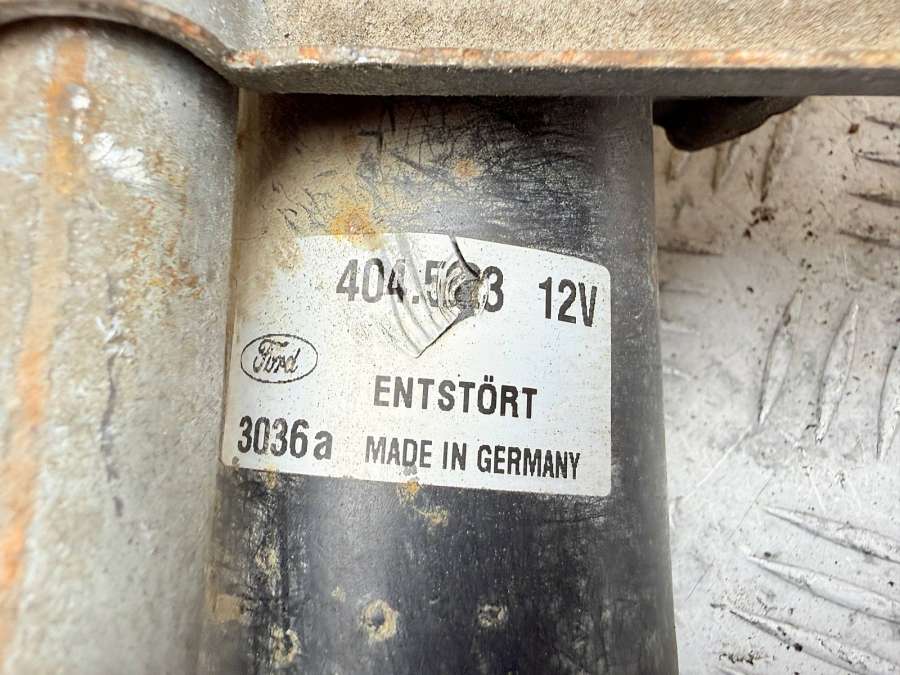 12V
Ford
ENTSTÖRT
3036a
MADE IN GERMANY